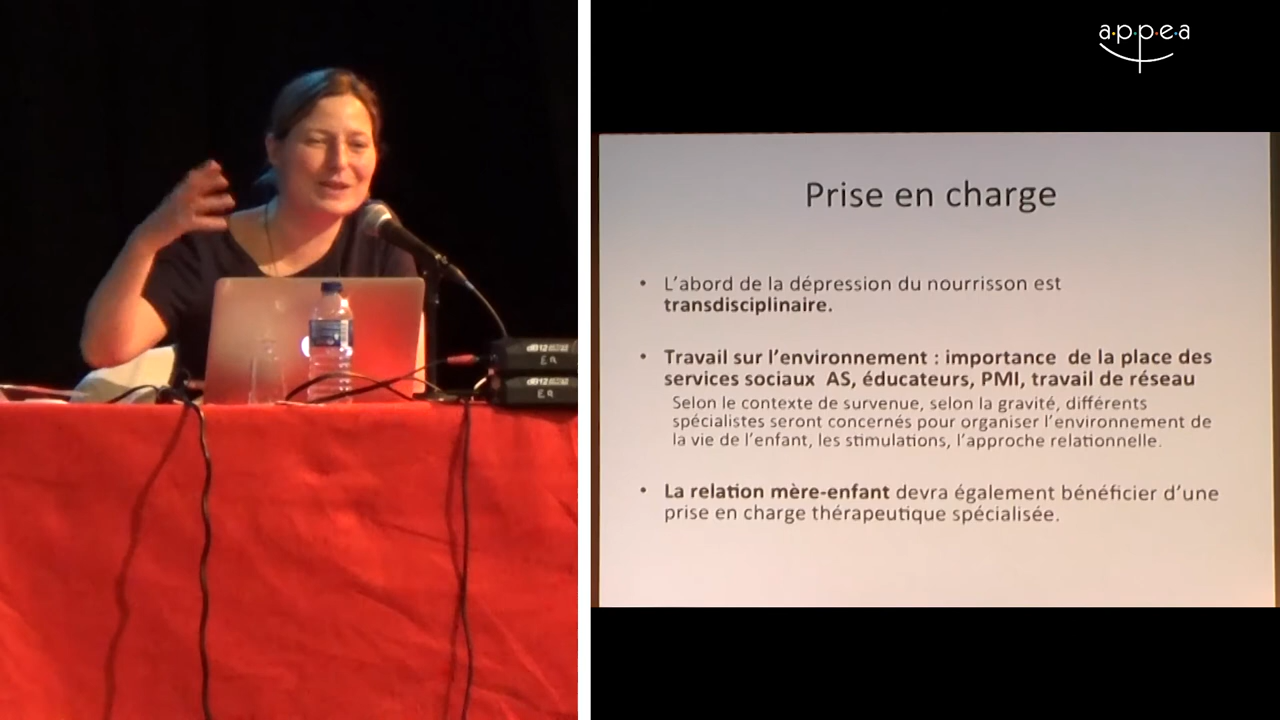 a·p·p·e·a
Prise en charge
• L'abord de la dépression du nourrisson est
transdisciplinaire.
• Travail sur l'environnement : importance de la place des
services sociaux AS, éducateurs, PMI, travail de réseau
Selon le contexte de survenue, selon la gravité, différents
spécialistes seront concernés pour organiser l'environnement de
la vie de l'enfant, les stimulations, l'approche relationnelle.
• La relation mère-enfant devra également bénéficier d'une
prise en charge thérapeutique spécialisée.